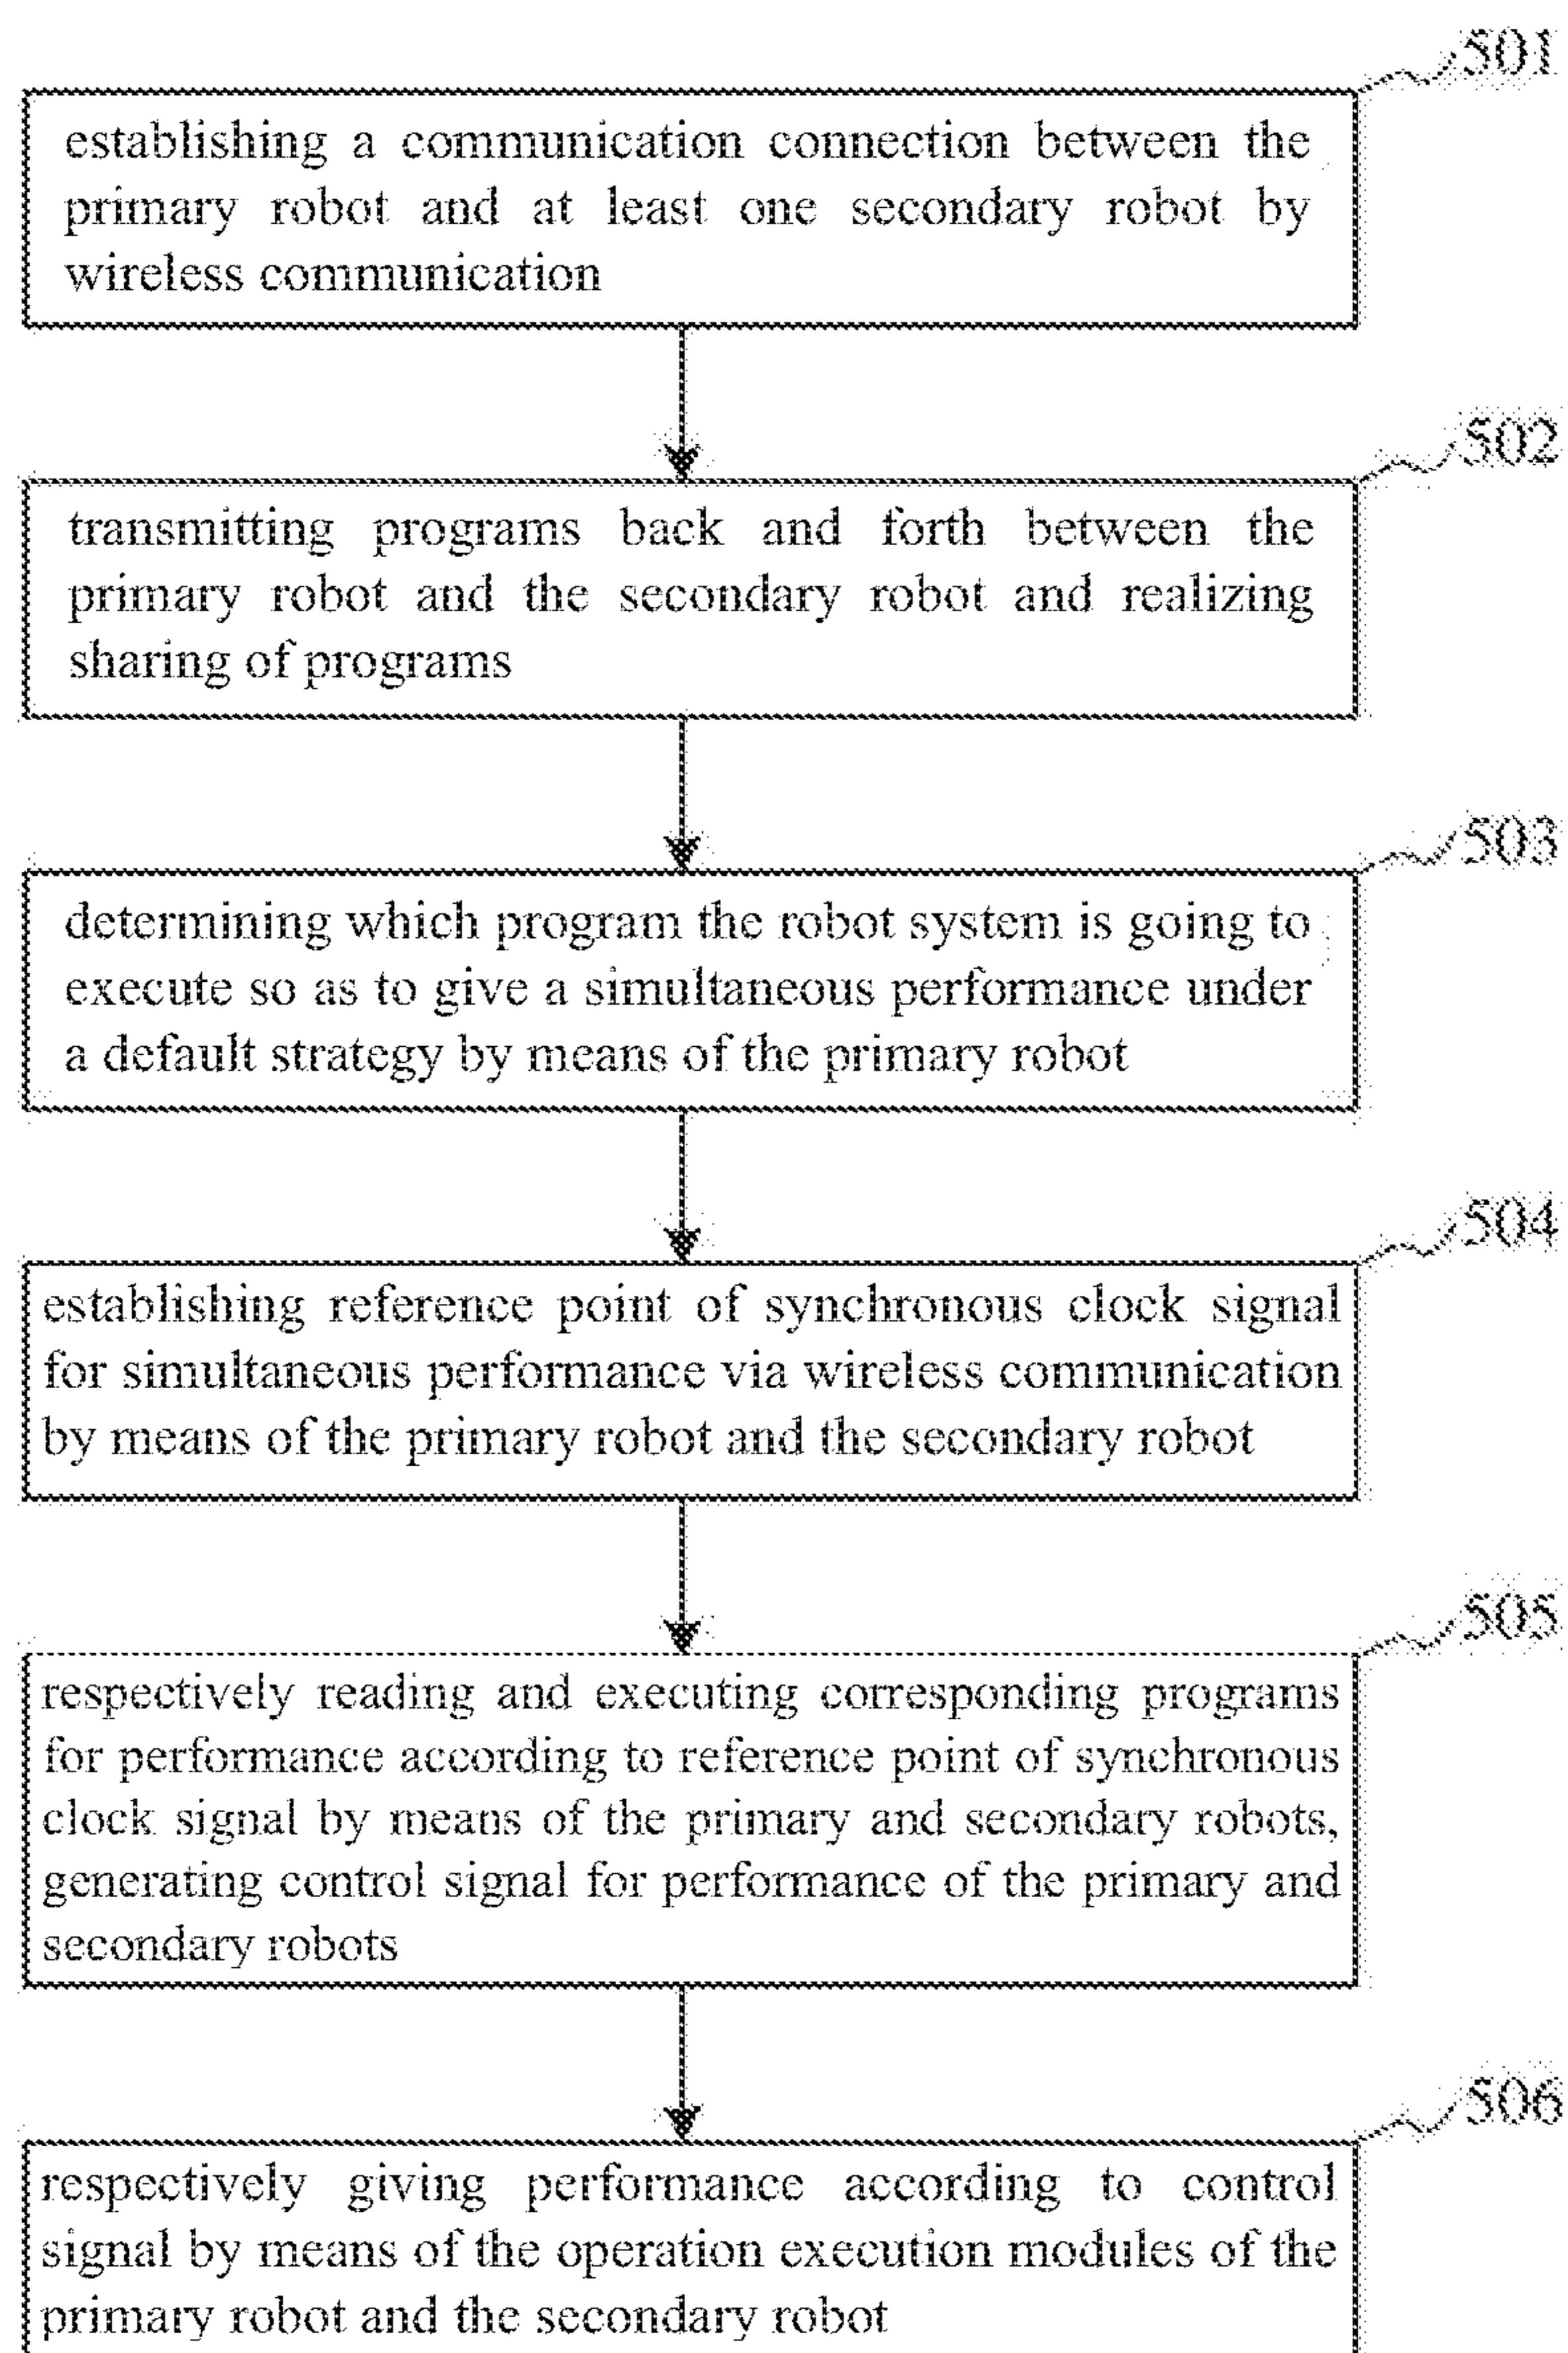 501
establishing a communication connection between the
primary robot and at least one secondary robot by
wireless communication
502
transmitting programs back and forth between the
primary robot and the secondary robot and realizing
sharing of programs
503
determining which program the robot system is going to
execute so as to give a simultaneous performance under
a default strategy by means of the primary robot
504
establishing reference point of synchronous clock signal
for simultaneous performance via wireless communication
by means of the primary robot and the secondary robot
505
respectively reading and executing corresponding programs
for performance according to reference point of synchronous
clock signal by means of the primary and secondary robots,
generating control signal for performance of the primary and
secondary robots
506
respectively giving performance according to control
signal by means of the operation execution modules of the
primary robot and the secondary robot